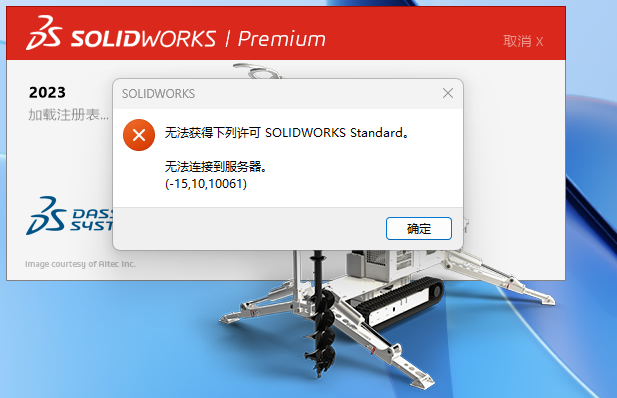 SOLIDWORKS | Premium
取消 X
2023
加载注册表...
SOLIDWORKS
无法获得下列许可 SOLIDWORKS Standard。
无法连接到服务器。
(-15,10,10061)
确定
DASS
SYST
Image courtesy of Altec Inc.